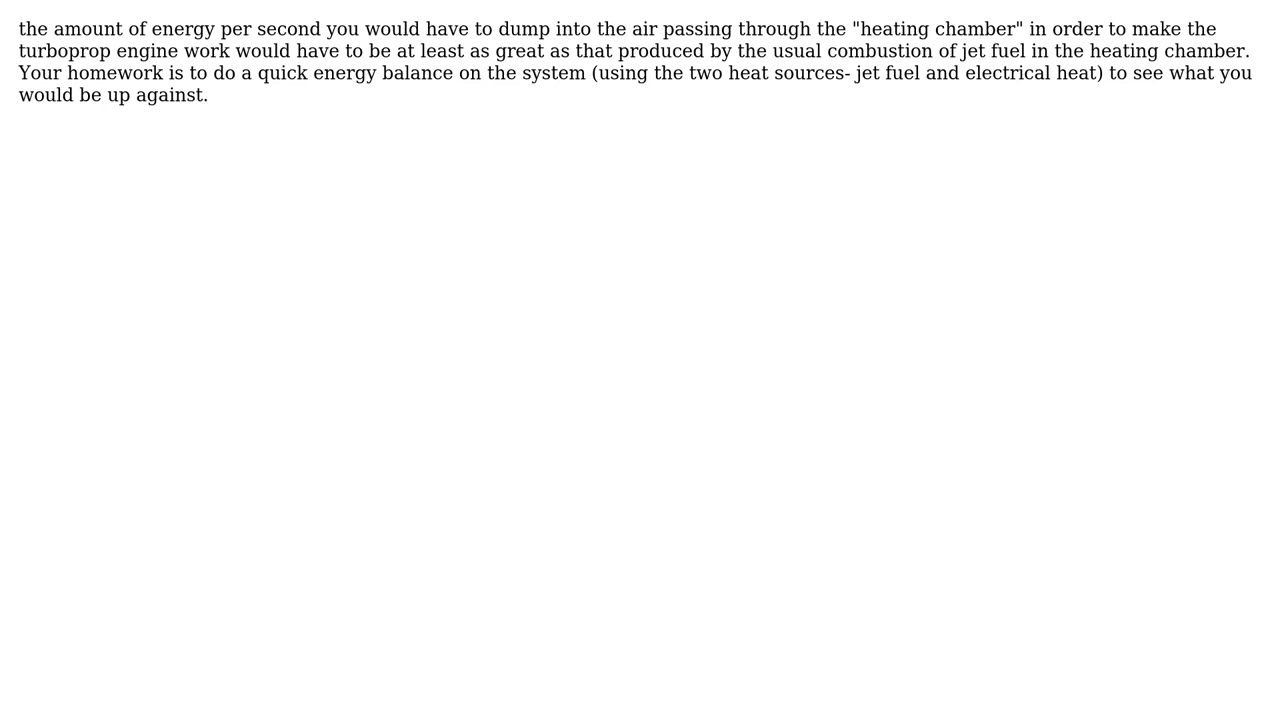 the amount of energy per second you would have to dump into the air passing through the "heating chamber" in order to make the
turboprop engine work would have to be at least as great as that produced by the usual combustion of jet fuel in the heating chamber.
Your homework is to do a quick energy balance on the system (using the two heat sources- jet fuel and electrical heat) to see what you
would be up against.